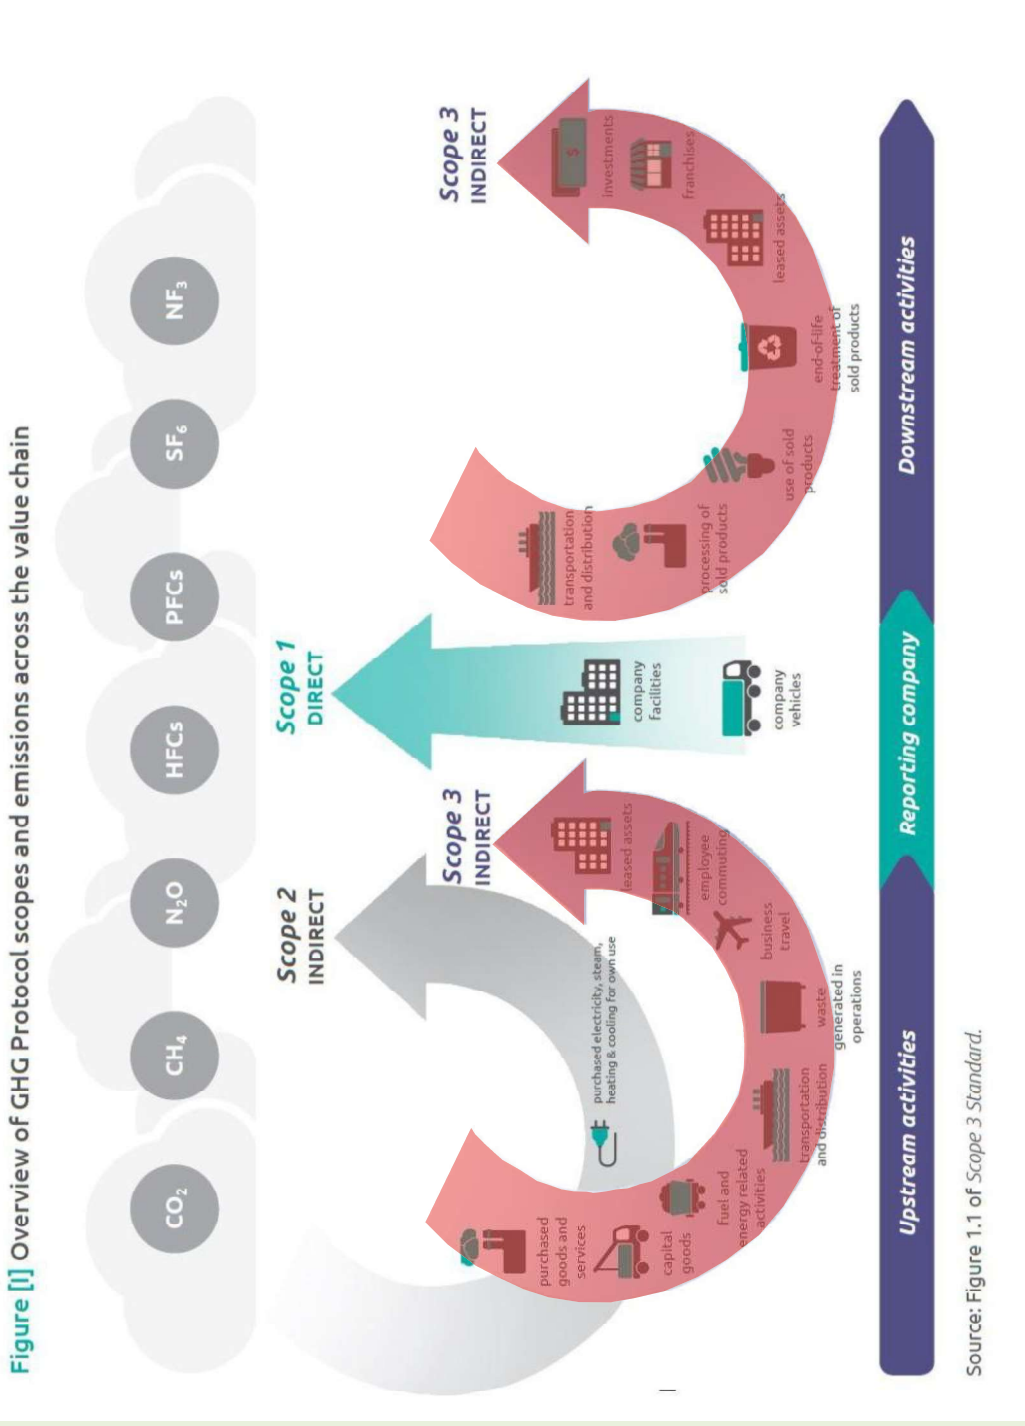 Figure [I] Overview of GHG Protocol scopes and emissions across the value chain
CO₂
CH₄
N₂O
HFCs
PFCs
SF₆
NF₃
Scope 2
INDIRECT
Scope 1
DIRECT
Scope 3
INDIRECT
Scope 3
INDIRECT
purchased electricity, steam,
heating & cooling for own use
purchased
goods and
services
capital
goods
fuel and
energy related
activities
transportation
and distribution
waste
generated in
operations
business
travel
employee
commuting
leased assets
company
facilities
company
vehicles
transportation
and distribution
processing of
sold products
use of sold
products
end-of-life
treatment of
sold products
leased assets
franchises
investments
$
Upstream activities
Reporting company
Downstream activities
Source: Figure 1.1 of Scope 3 Standard.